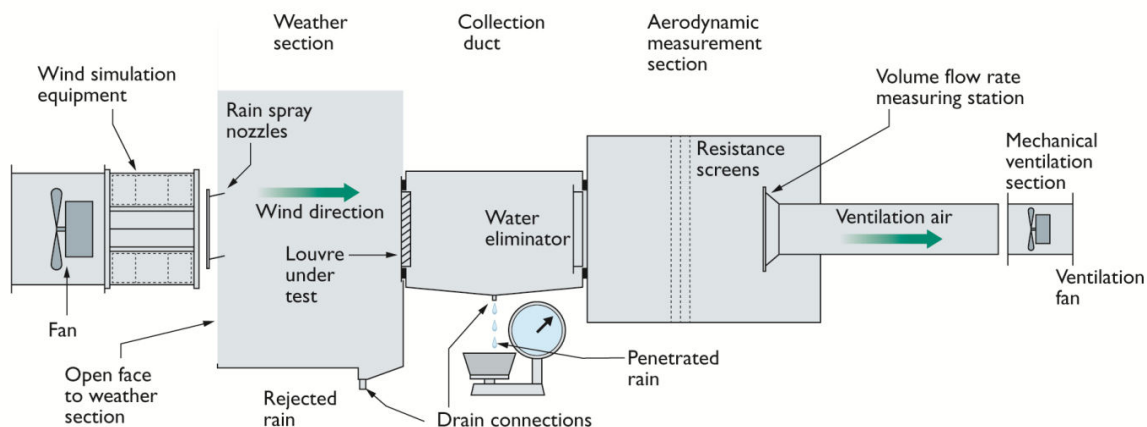 Weather
section
Collection
duct
Aerodynamic
measurement
section
Wind simulation
equipment
Rain spray
nozzles
Volume flow rate
measuring station
Mechanical
ventilation
section
Resistance
screens
Wind direction
Water
eliminator
Ventilation air
Louvre
under
test
Fan
Ventilation
fan
Open face
to weather
section
Rejected
rain
Drain connections
Penetrated
rain